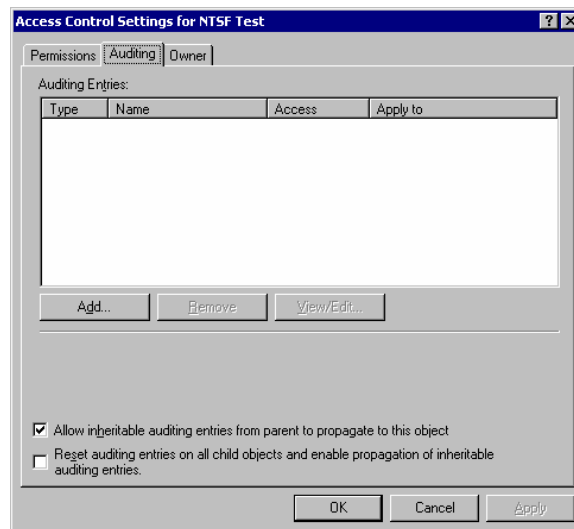 Access Control Settings for NTSF Test
Permissions Auditing Owner
Auditing Entries:
Type Name Access Apply to
Add... Remove View/Edit...
Allow inheritable auditing entries from parent to propagate to this object
Reset auditing entries on all child objects and enable propagation of inheritable
auditing entries.
OK Cancel Apply